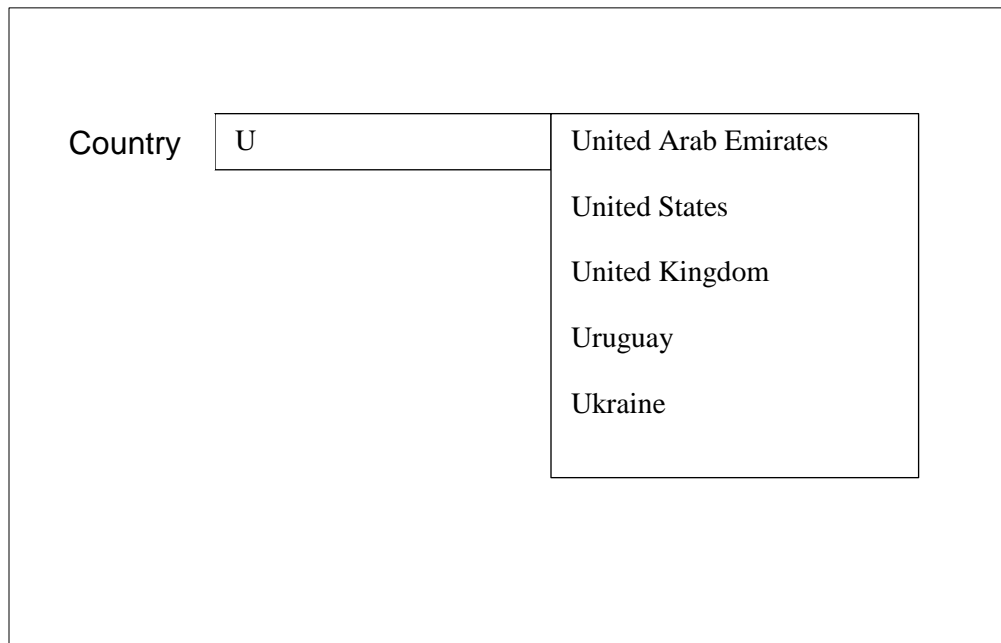 Country U United Arab Emirates
United States
United Kingdom
Uruguay
Ukraine